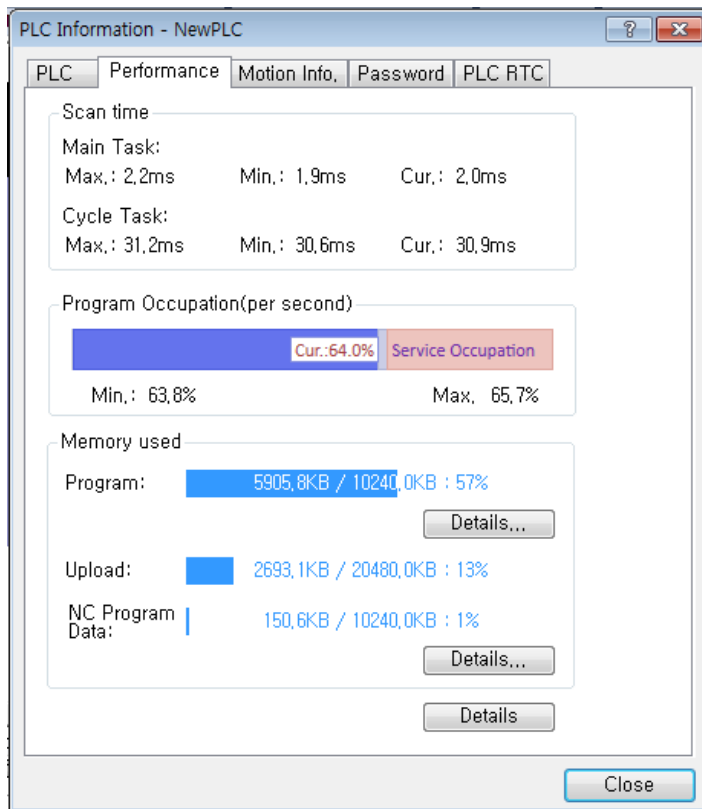 PLC Information - NewPLC
PLC Performance Motion Info, Password PLC RTC
Scan time
Main Task:
Max,: 2,2ms Min,: 1,9ms Cur,: 2,0ms
Cycle Task:
Max,: 31,2ms Min,: 30,6ms Cur,: 30,9ms
Program Occupation(per second)
Cur.:64.0% Service Occupation
Min,: 63,8% Max, 65,7%
Memory used
Program: 5905,8KB / 10240,0KB : 57%
Details,,,
Upload: 2693,1KB / 20480,0KB : 13%
NC Program
Data: 150,6KB / 10240,0KB : 1%
Details,,,
Details
Close